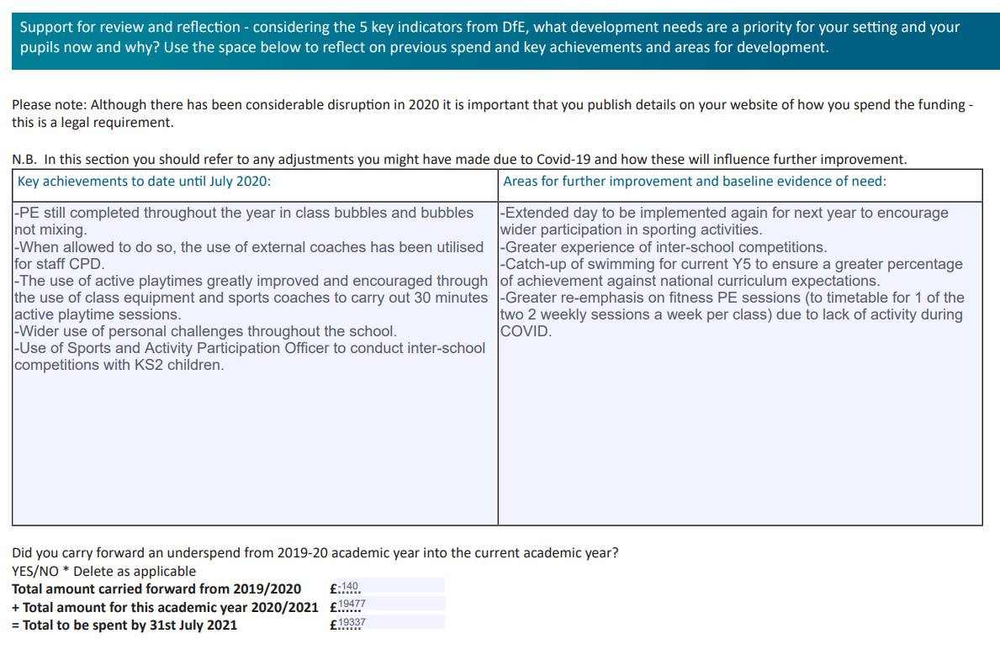 Support for review and reflection - considering the 5 key indicators from DfE, what development needs are a priority for your setting and your
pupils now and why? Use the space below to reflect on previous spend and key achievements and areas for development.
Please note: Although there has been considerable disruption in 2020 it is important that you publish details on your website of how you spend the funding -
this is a legal requirement.
N.B. In this section you should refer to any adjustments you might have made due to Covid-19 and how these will influence further improvement.
Key achievements to date until July 2020:
-PE still completed throughout the year in class bubbles and bubbles
not mixing.
-When allowed to do so, the use of external coaches has been utilised
for staff CPD.
-The use of active playtimes greatly improved and encouraged through
the use of class equipment and sports coaches to carry out 30 minutes
active playtime sessions.
-Wider use of personal challenges throughout the school.
-Use of Sports and Activity Participation Officer to conduct inter-school
competitions with KS2 children.
Areas for further improvement and baseline evidence of need:
-Extended day to be implemented again for next year to encourage
wider participation in sporting activities.
-Greater experience of inter-school competitions.
-Catch-up of swimming for current Y5 to ensure a greater percentage
of achievement against national curriculum expectations.
-Greater re-emphasis on fitness PE sessions (to timetable for 1 of the
two 2 weekly sessions a week per class) due to lack of activity during
COVID.
Did you carry forward an underspend from 2019-20 academic year into the current academic year?
YES/NO * Delete as applicable
Total amount carried forward from 2019/2020 £-140
+ Total amount for this academic year 2020/2021 £19477
= Total to be spent by 31st July 2021 £19337